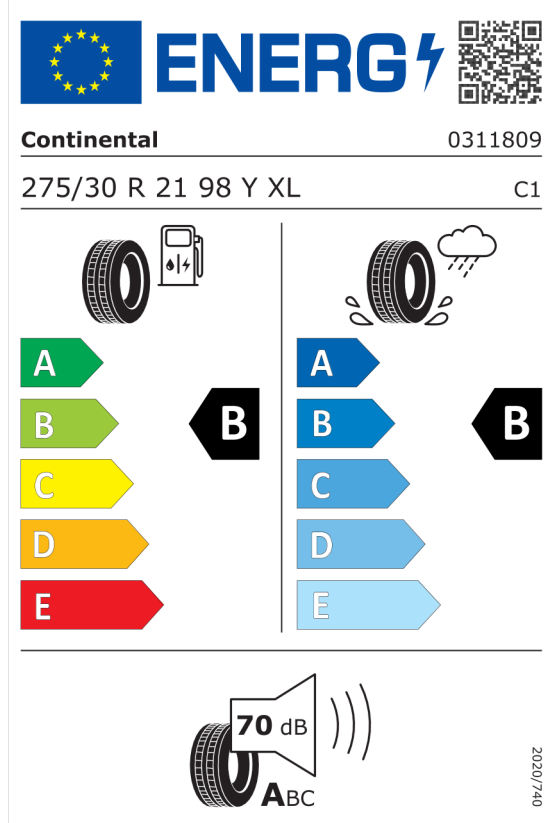 ENERG
Continental 0311809
275/30 R 21 98 Y XL C1
A
B
C
D
E
B
A
B
C
D
E
B
70 dB
ABC
2020/740